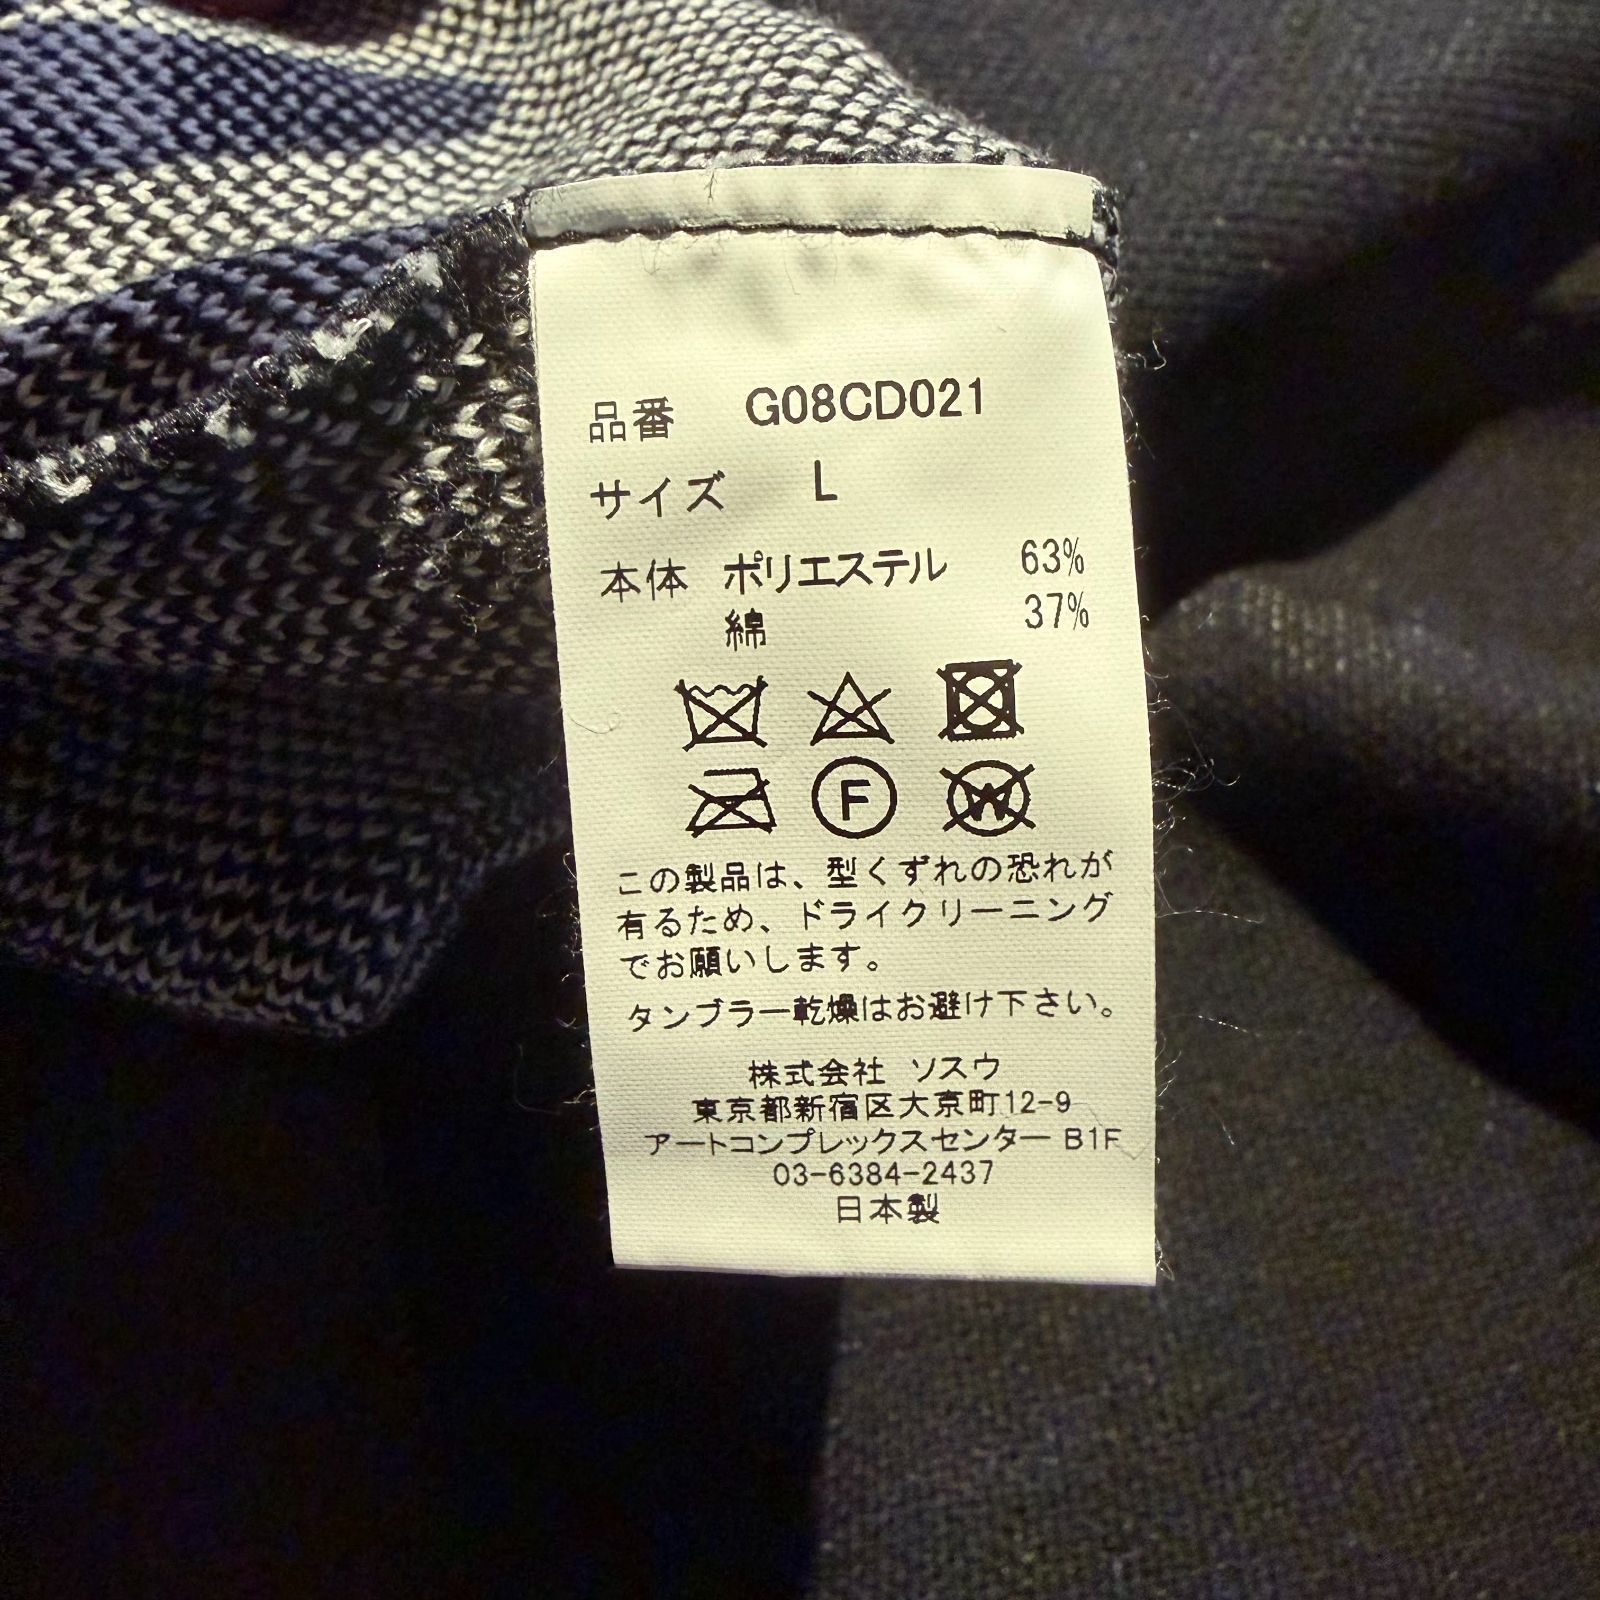 品番 G08CD021
サイズ L
本体 ポリエステル 63%
綿 37%
F W
この製品は、型くずれの恐れが
有るため、ドライクリーニング
でお願いします。
タンブラー乾燥はお避け下さい。
株式会社 ソスウ
東京都新宿区大京町12-9
アートコンプレックスセンター B1F
03-6384-2437
日本製